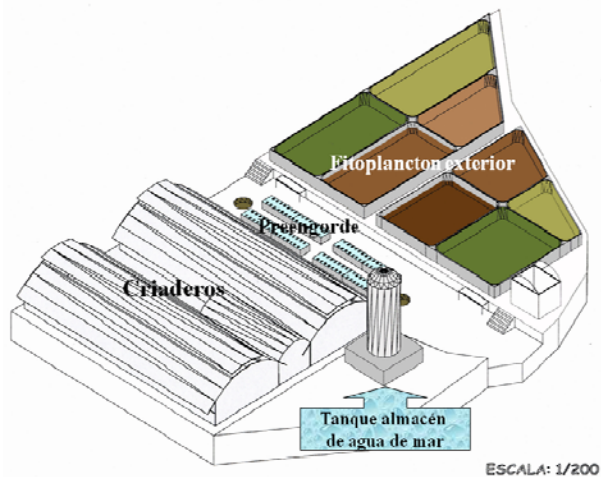 Fitoplancton exterior
Preengorde
Criaderos
Tanque almacén
de agua de mar
ESCALA: 1/200